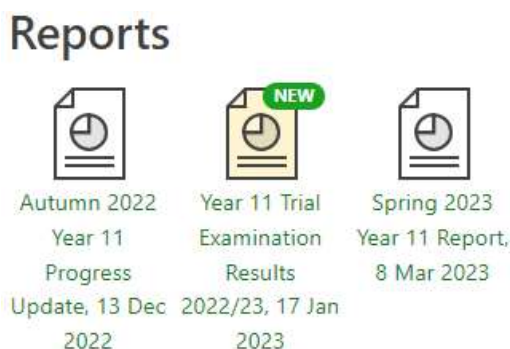 Reports
NEW
Autumn 2022
Year 11
Progress
Update, 13 Dec
2022
Year 11 Trial
Examination
Results
2022/23, 17 Jan
2023
Spring 2023
Year 11 Report,
8 Mar 2023